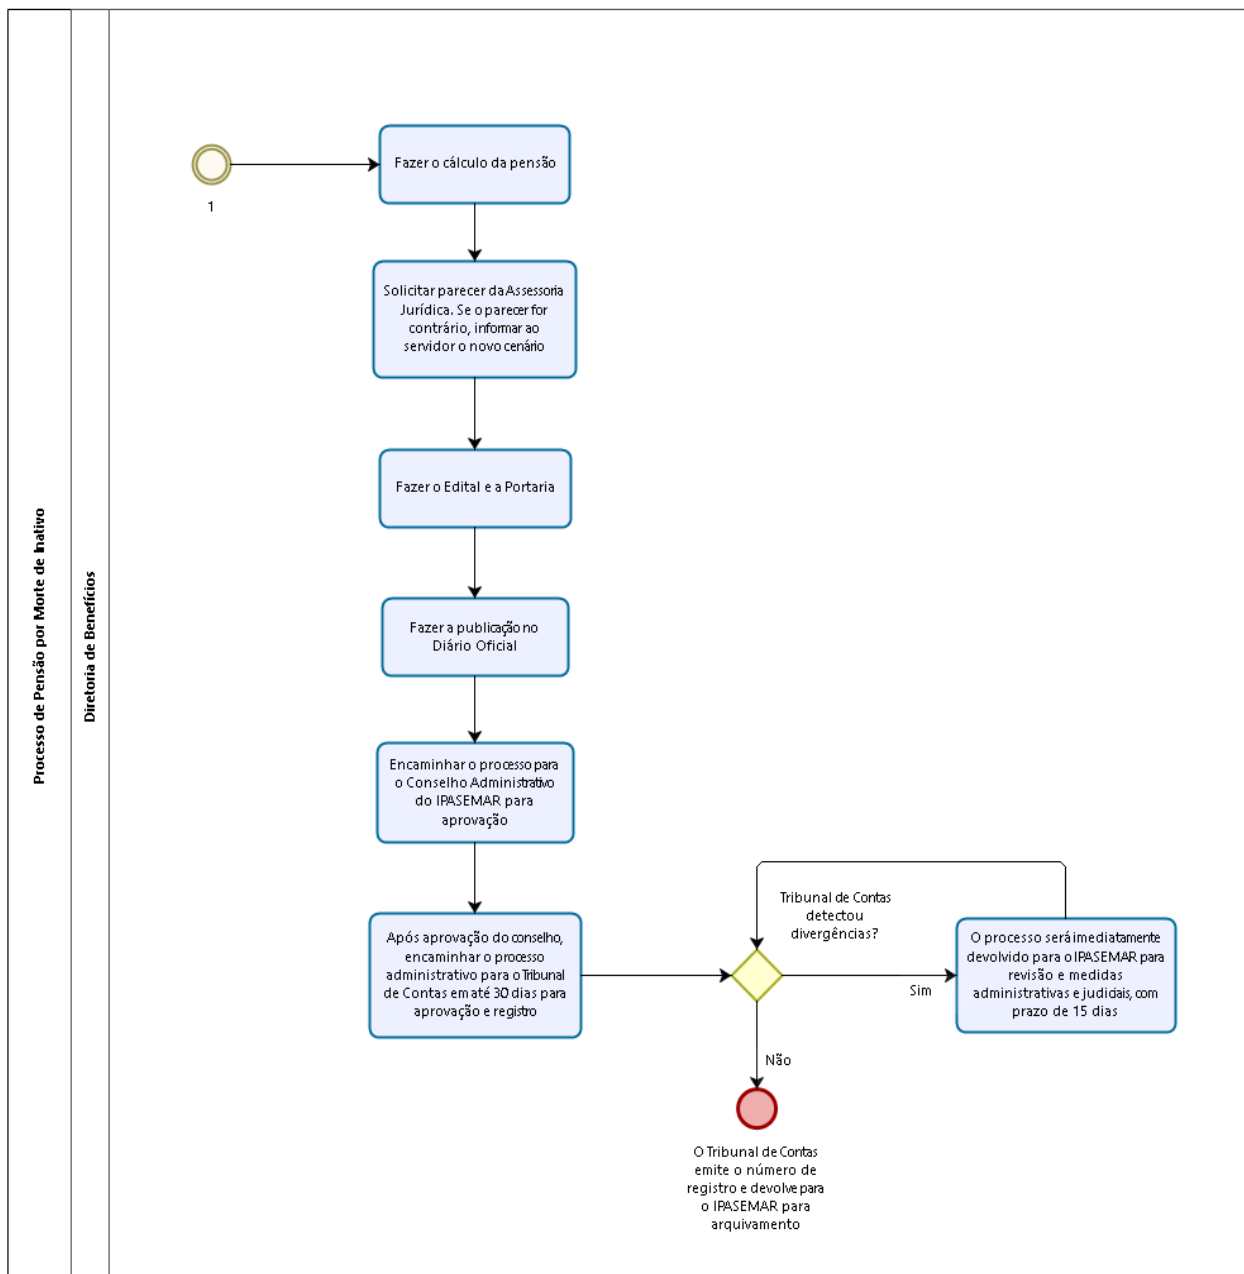 Processo de Pensão por Morte de Inativo
Diretoria de Benefícios
1
Fazer o cálculo da pensão
Solicitar parecer da Assessoria
Jurídica. Se o parecer for
contrário, informar ao
servidor o novo cenário
Fazer o Edital e a Portaria
Fazer a publicação no
Diário Oficial
Encaminhar o processo para
o Conselho Administrativo
do IPASEMAR para
aprovação
Após aprovação do conselho,
encaminhar o processo
administrativo para o Tribunal
de Contas em até 30 dias para
aprovação e registro
Tribunal de Contas
detectou
divergências?
Sim
O processo será imediatamente
devolvido para o IPASEMAR para
revisão e medidas
administrativas e judiciais, com
prazo de 15 dias
Não
O Tribunal de Contas
emite o número de
registro e devolve para
o IPASEMAR para
arquivamento